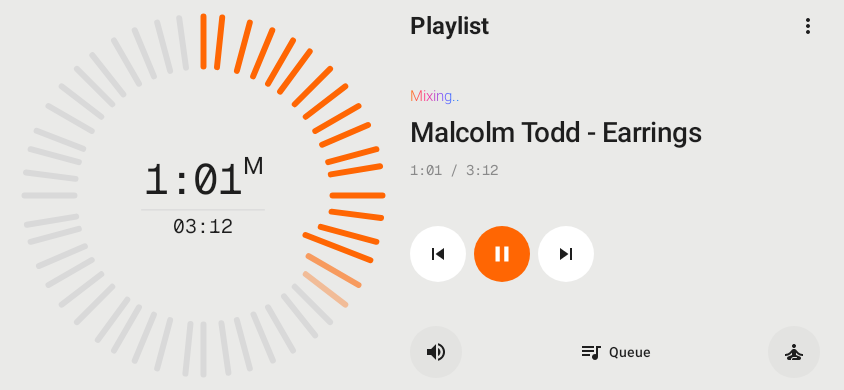 1:01M
03:12
Playlist
Mixing..
Malcolm Todd - Earrings
1:01 / 3:12
Queue